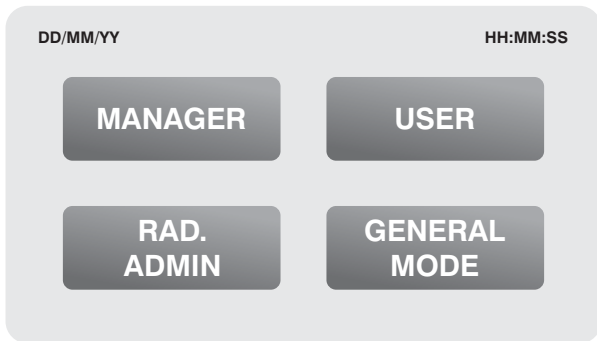 DD/MM/YY
HH:MM:SS
MANAGER
USER
RAD.
ADMIN
GENERAL
MODE